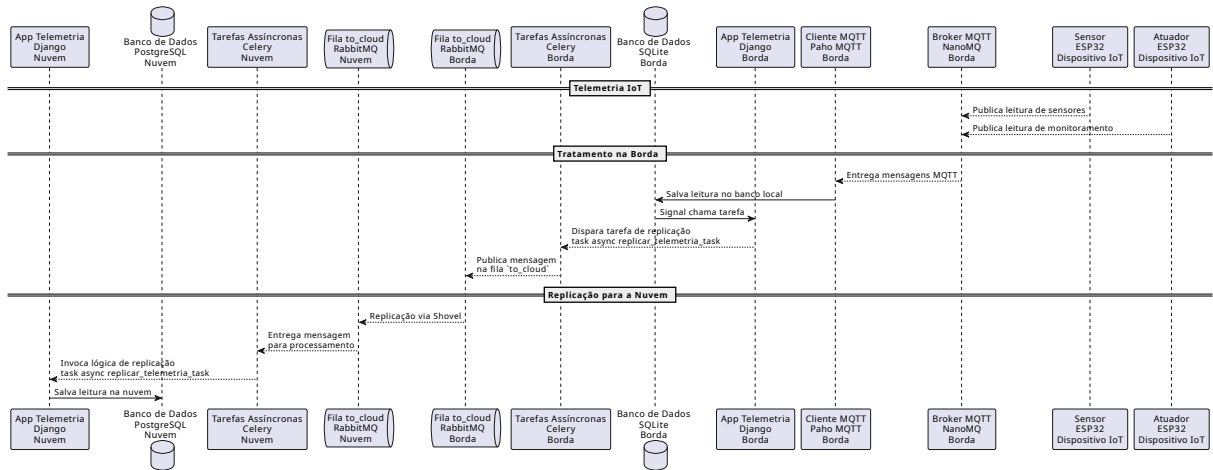 App Telemetria
Django
Nuvem
Banco de Dados
PostgreSQL
Nuvem
Tarefas Assíncronas
Celery
Nuvem
Fila to_cloud
RabbitMQ
Nuvem
Fila to_cloud
RabbitMQ
Borda
Tarefas Assíncronas
Celery
Borda
Banco de Dados
SQLite
Borda
App Telemetria
Django
Borda
Cliente MQTT
Paho MQTT
Borda
Broker MQTT
NanoMQ
Borda
Sensor
ESP32
Dispositivo IoT
Atuador
ESP32
Dispositivo IoT
Telemetria IoT
Publica leitura de sensores
Publica leitura de monitoramento
Tratamento na Borda
Entrega mensagens MQTT
Salva leitura no banco local
Signal chama tarefa
Dispara tarefa de replicação
task async replicar_telemetria_task
Publica mensagem
na fila `to_cloud`
Replicação para a Nuvem
Replicação via Shovel
Entrega mensagem
para processamento
Invoca lógica de replicação
task async replicar_telemetria_task
Salva leitura na nuvem
App Telemetria
Django
Nuvem
Banco de Dados
PostgreSQL
Nuvem
Tarefas Assíncronas
Celery
Nuvem
Fila to_cloud
RabbitMQ
Nuvem
Fila to_cloud
RabbitMQ
Borda
Tarefas Assíncronas
Celery
Borda
Banco de Dados
SQLite
Borda
App Telemetria
Django
Borda
Cliente MQTT
Paho MQTT
Borda
Broker MQTT
NanoMQ
Borda
Sensor
ESP32
Dispositivo IoT
Atuador
ESP32
Dispositivo IoT